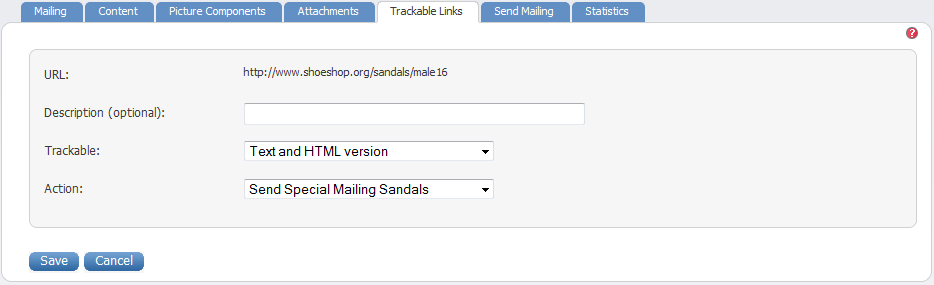 Mailing Content Picture Components Attachments Trackable Links Send Mailing Statistics
?
URL: http://www.shoeshop.org/sandals/male16
Description (optional):
Trackable: Text and HTML version
Action: Send Special Mailing Sandals
Save Cancel